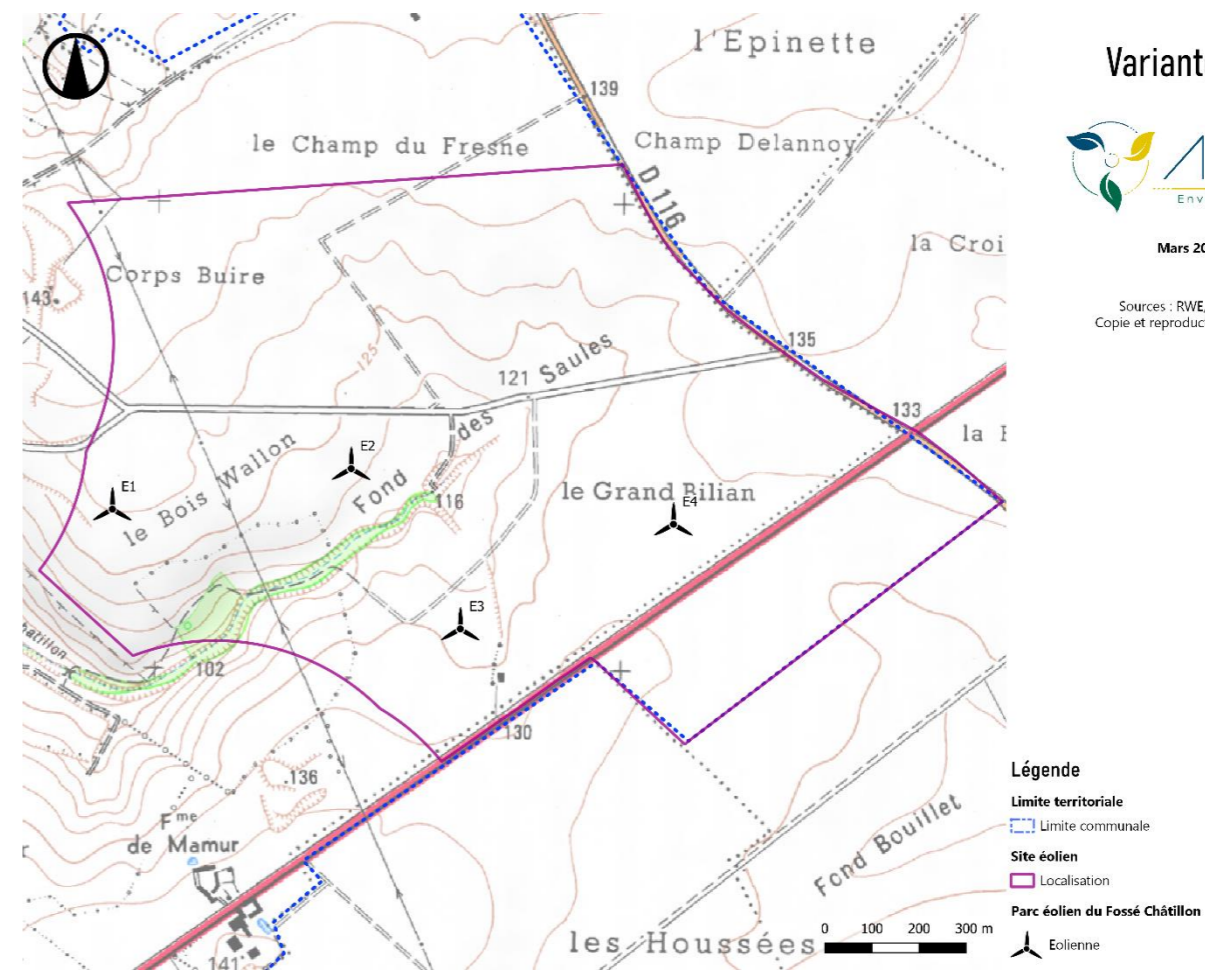 l'Epinette
139
le Champ du Fresne
Champ Delannoy
D 116
la Croi
Corps Buire
143
125
135
Saules
121
des
133
le Bois Wallon
E2
Fond
la
116
le Grand Bilian
E4
E1
E3
102
130
136
Fme
de Mamur
141
Fond Bouillet
les Houssées
0 100 200 300 m
Variant
Env
Mars 20
Sources : RWE,
Copie et reproduct
Légende
Limite territoriale
Limite communale
Site éolien
Localisation
Parc éolien du Fossé Châtillon
Eolienne